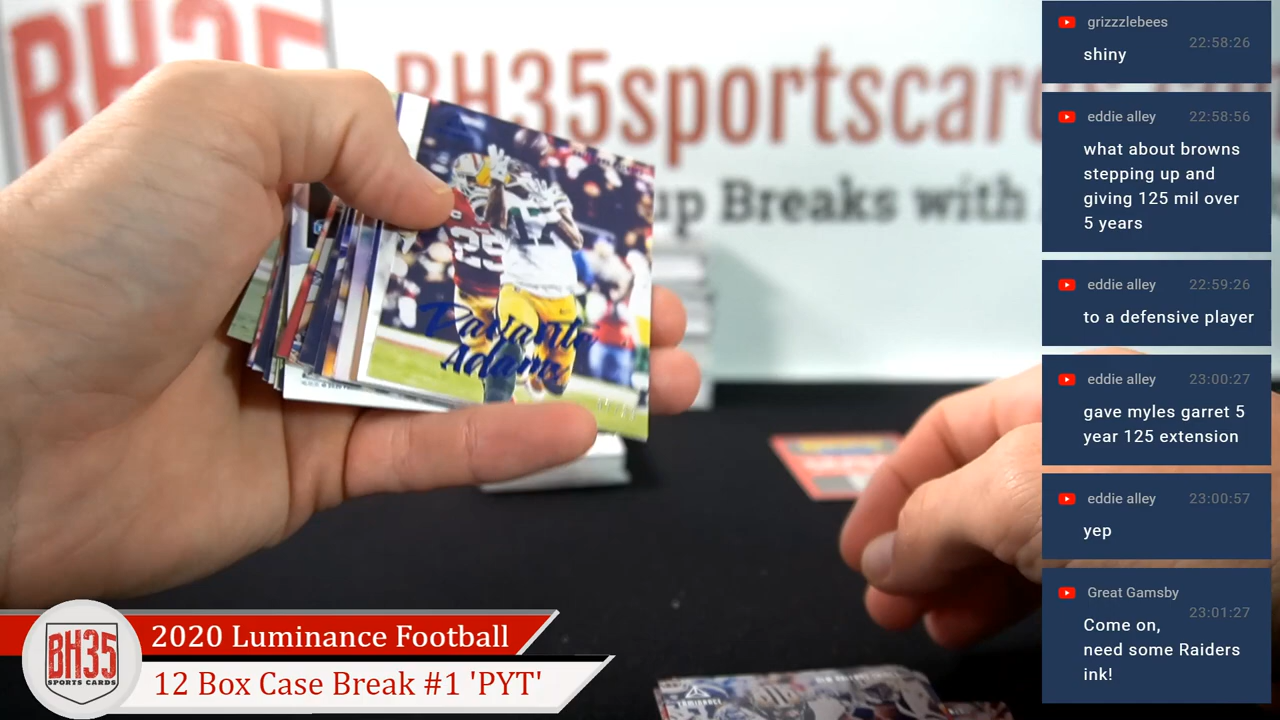 BH35
BH35sportscar
up Breaks with
Davante
Adams
25
17
LUMINANCE
grizzzlebees
22:58:26
shiny
eddie alley 22:58:56
what about browns
stepping up and
giving 125 mil over
5 years
eddie alley 22:59:26
to a defensive player
eddie alley 23:00:27
gave myles garret 5
year 125 extension
eddie alley 23:00:57
yep
Great Gamsby
23:01:27
Come on,
need some Raiders
ink!
BH35
SPORTS CARDS
2020 Luminance Football
12 Box Case Break #1 'PYT'